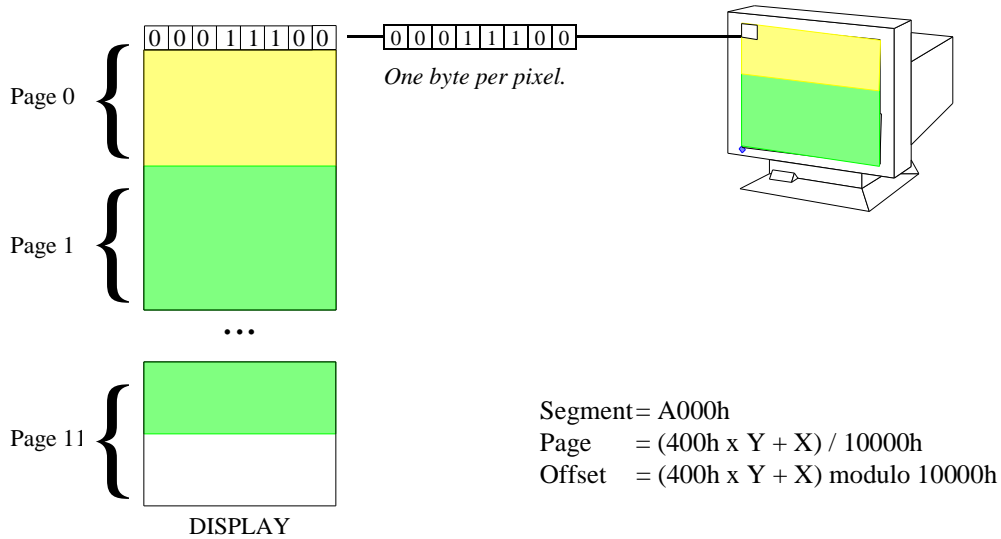 0 0 0 1 1 1 0 0
0 0 0 1 1 1 0 0
One byte per pixel.
Page 0
Page 1
...
Page 11
Segment = A000h
Page = (400h x Y + X) / 10000h
Offset = (400h x Y + X) modulo 10000h
DISPLAY